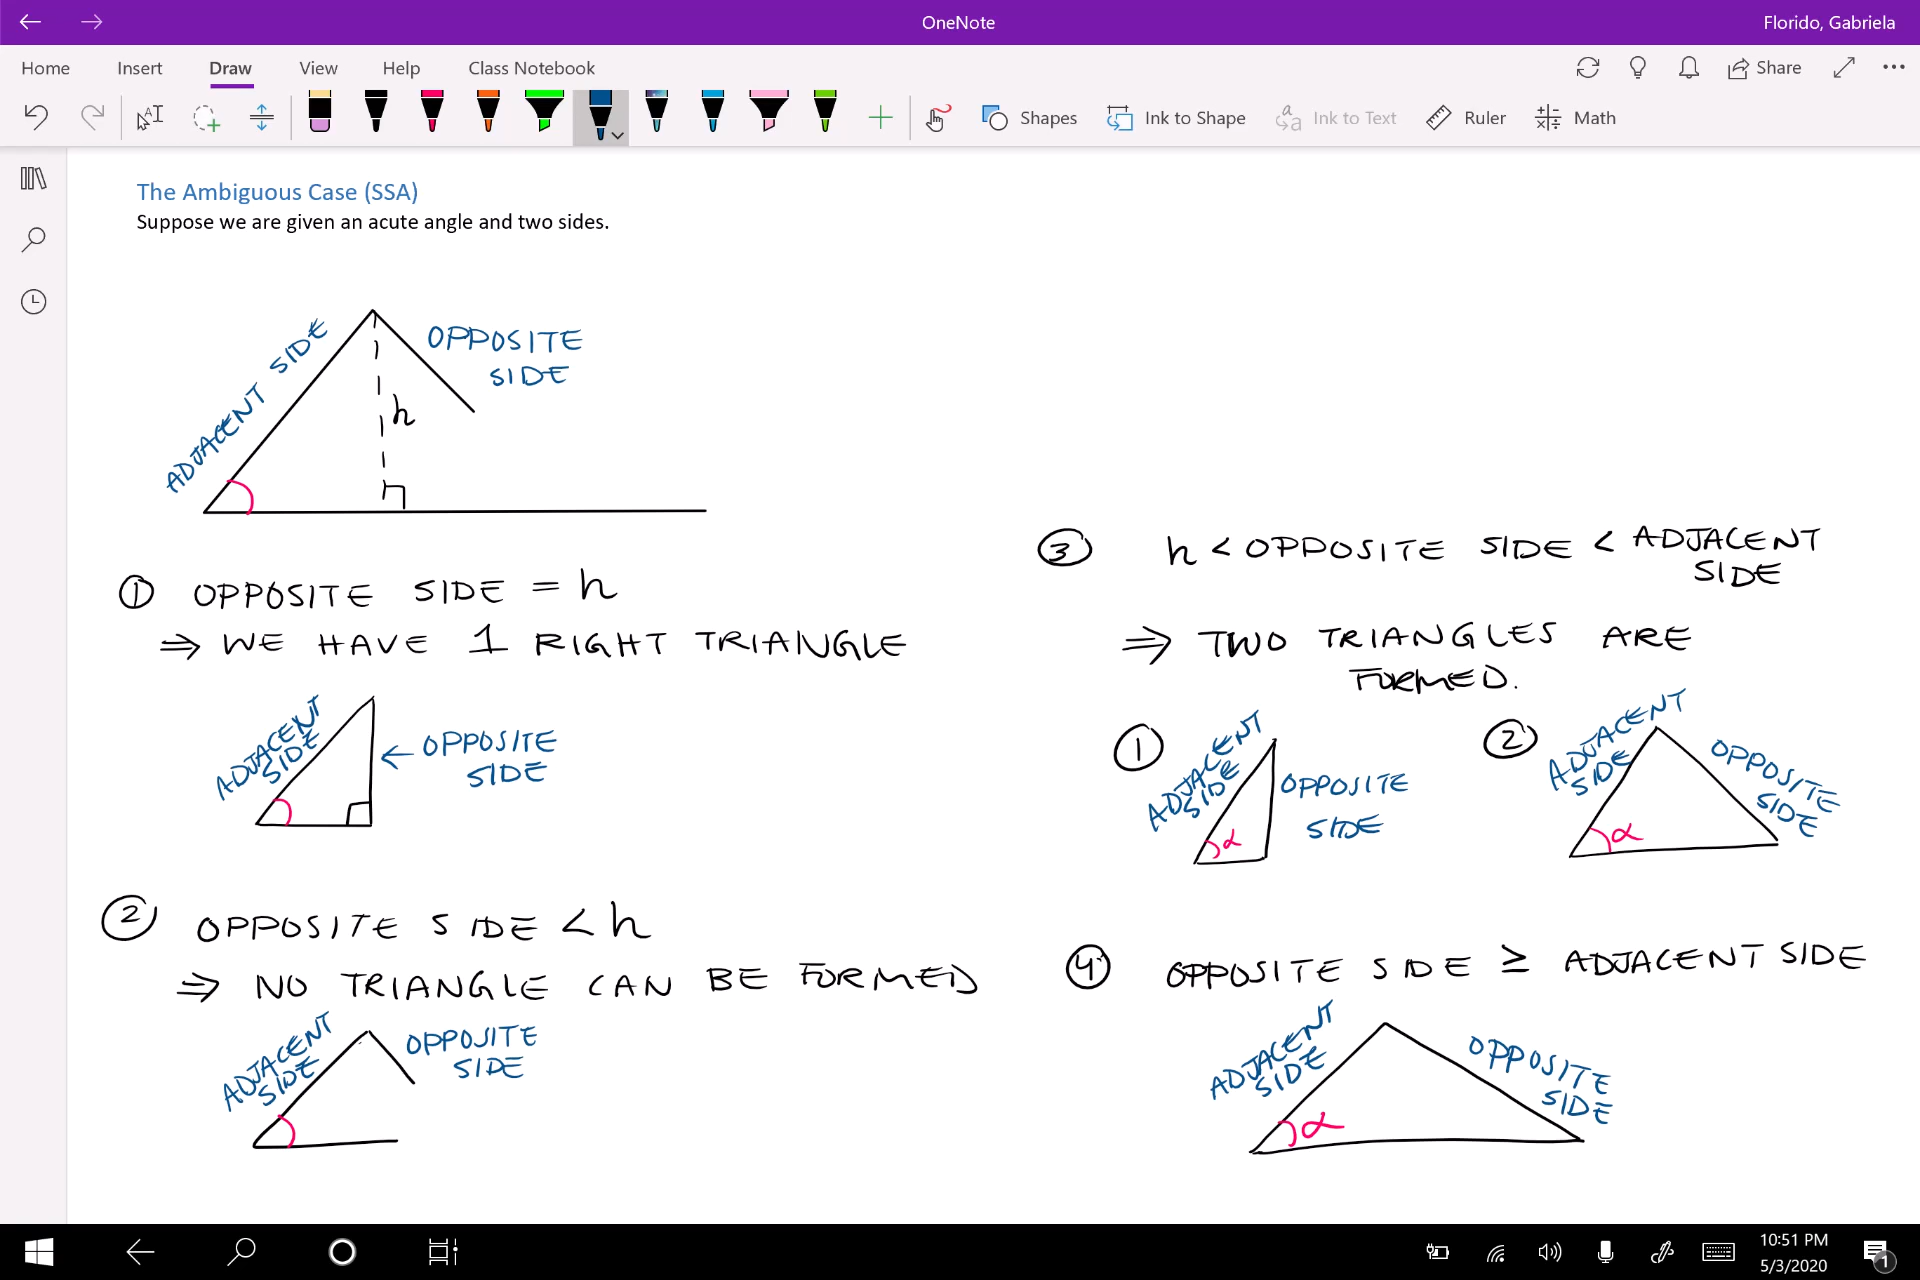 OneNote
Florido, Gabriela
Home Insert Draw View Help Class Notebook
Share
Shapes Ink to Shape Ink to Text Ruler Math
The Ambiguous Case (SSA)
Suppose we are given an acute angle and two sides.
ADJACENT SIDE
OPPOSITE
SIDE
h
① OPPOSITE SIDE = h
⇒ WE HAVE 1 RIGHT TRIANGLE
ADJACENT
SIDE
← OPPOSITE
SIDE
② OPPOSITE SIDE < h
⇒ NO TRIANGLE CAN BE FORMED
ADJACENT
SIDE
OPPOSITE
SIDE
③ h < OPPOSITE SIDE < ADJACENT
SIDE
⇒ TWO TRIANGLES ARE
FORMED.
①
ADJACENT
SIDE
OPPOSITE
SIDE
α
②
ADJACENT
SIDE
OPPOSITE
SIDE
α
④ OPPOSITE SIDE ≥ ADJACENT SIDE
ADJACENT
SIDE
OPPOSITE
SIDE
α
10:51 PM
5/3/2020
1